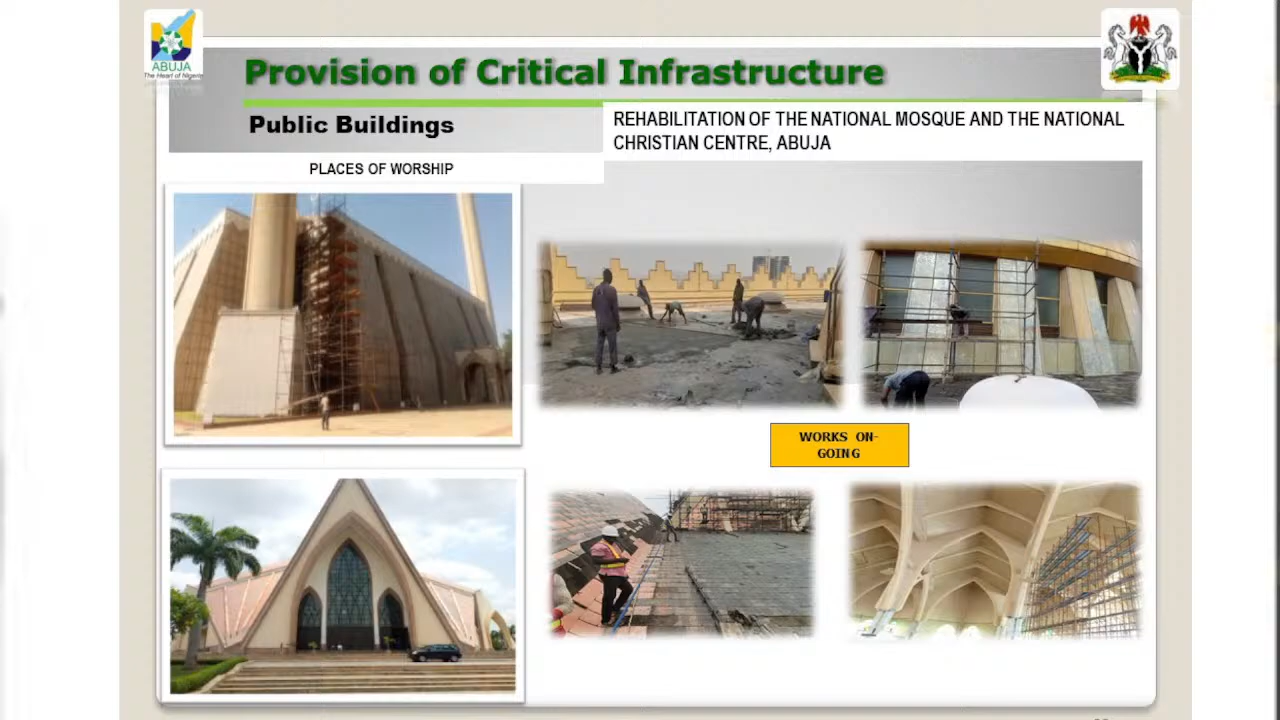 ABUJA
The Heart of Nigeria
Provision of Critical Infrastructure
Public Buildings
REHABILITATION OF THE NATIONAL MOSQUE AND THE NATIONAL
CHRISTIAN CENTRE, ABUJA
PLACES OF WORSHIP
WORKS ON-
GOING